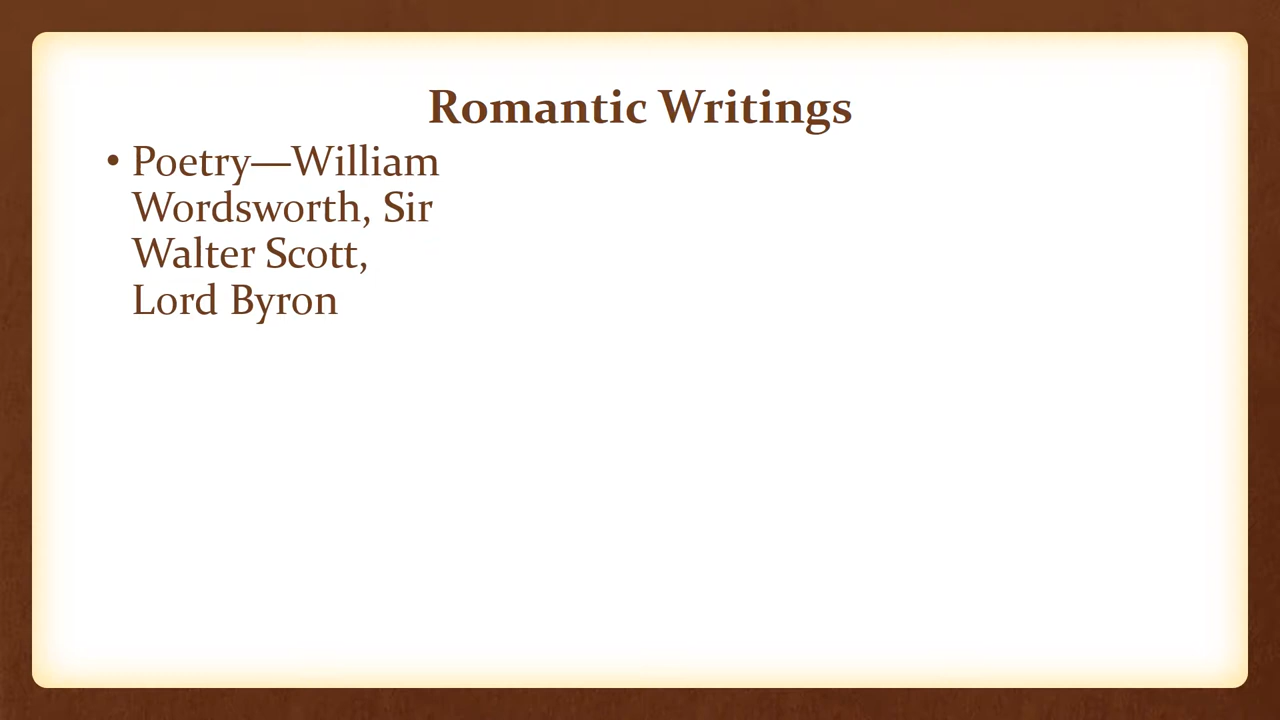 Romantic Writings
• Poetry—William
Wordsworth, Sir
Walter Scott,
Lord Byron